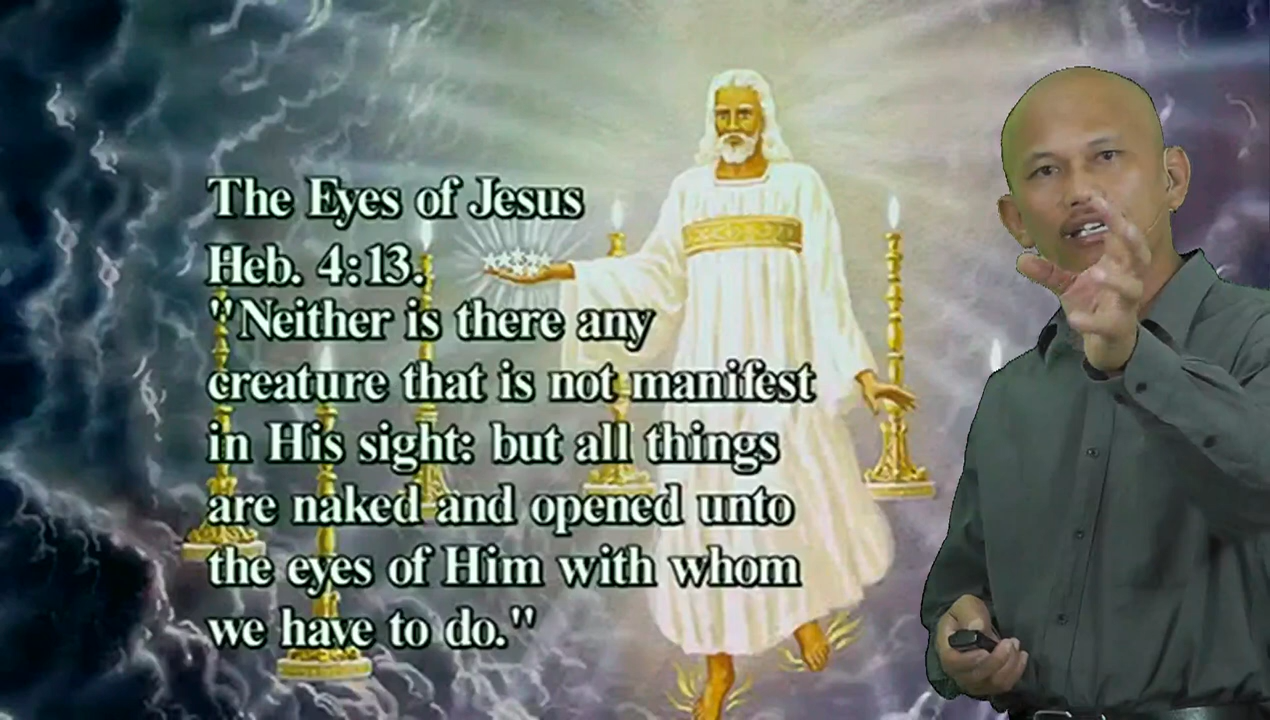 The Eyes of Jesus
Heb. 4:13.
"Neither is there any
creature that is not manifest
in His sight: but all things
are naked and opened unto
the eyes of Him with whom
we have to do."